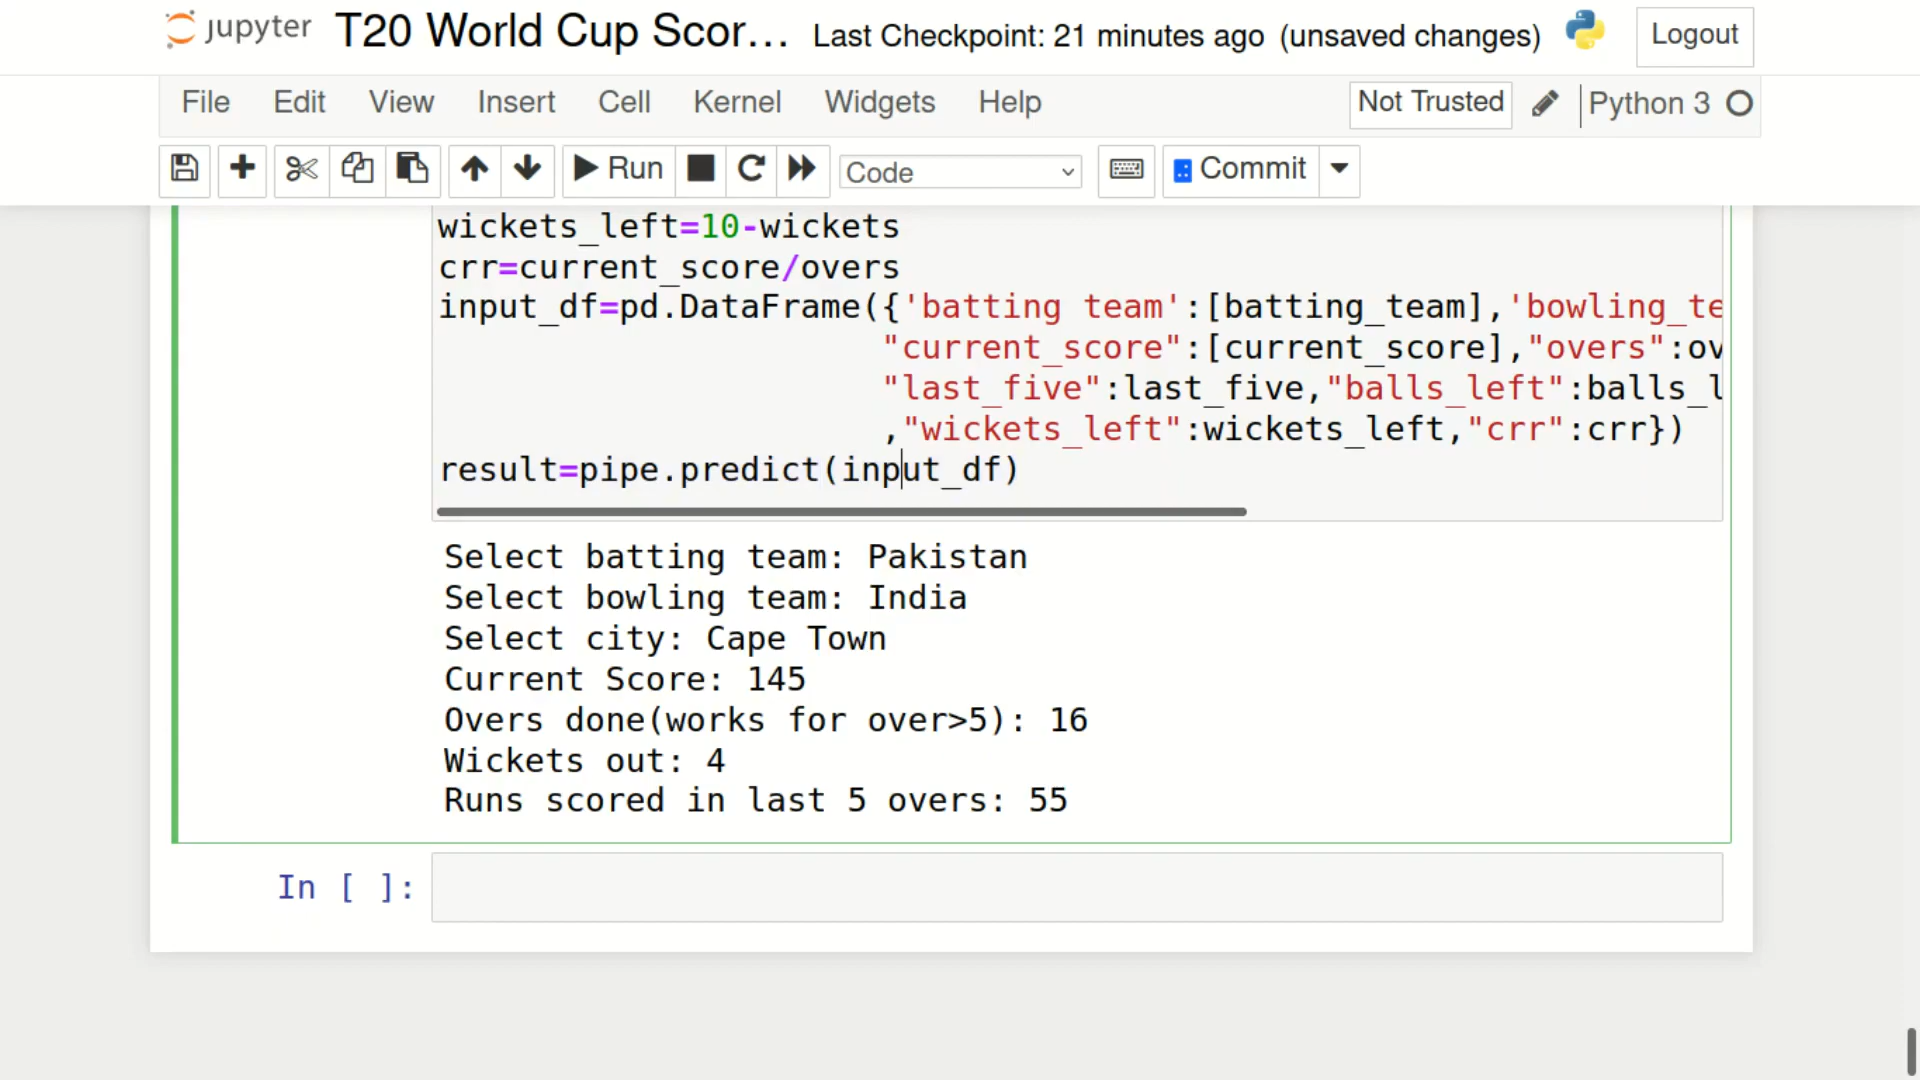 jupyter T20 World Cup Scor... Last Checkpoint: 21 minutes ago (unsaved changes) Logout
File Edit View Insert Cell Kernel Widgets Help Not Trusted Python 3
Run Code Commit
wickets_left=10-wickets
crr=current_score/overs
input_df=pd.DataFrame({'batting team':[batting_team],'bowling_te
"current_score":[current_score],"overs":ov
"last_five":last_five,"balls_left":balls_l
,"wickets_left":wickets_left,"crr":crr})
result=pipe.predict(input_df)
Select batting team: Pakistan
Select bowling team: India
Select city: Cape Town
Current Score: 145
Overs done(works for over>5): 16
Wickets out: 4
Runs scored in last 5 overs: 55
In [ ]: